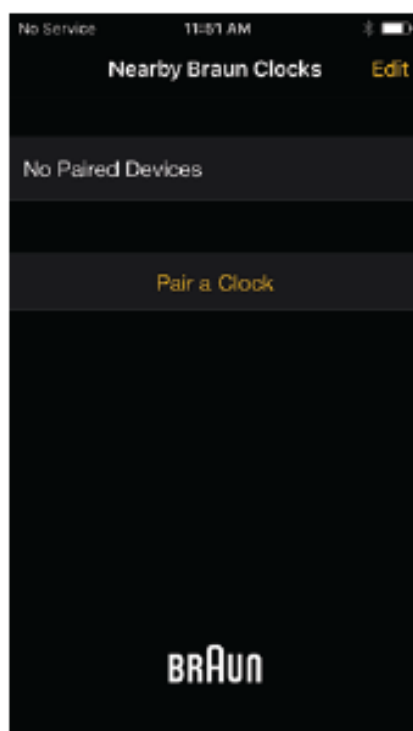 No Service 11:51 AM
Nearby Braun Clocks Edit
No Paired Devices
Pair a Clock
BRAUN